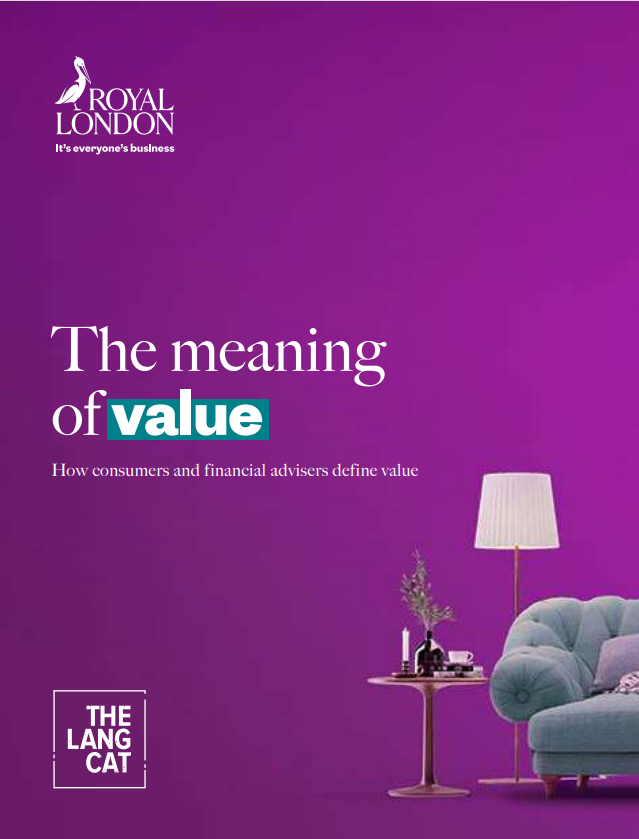 ROYAL
LONDON
It's everyone's business
The meaning
of value
How consumers and financial advisers define value
THE
LANG
CAT